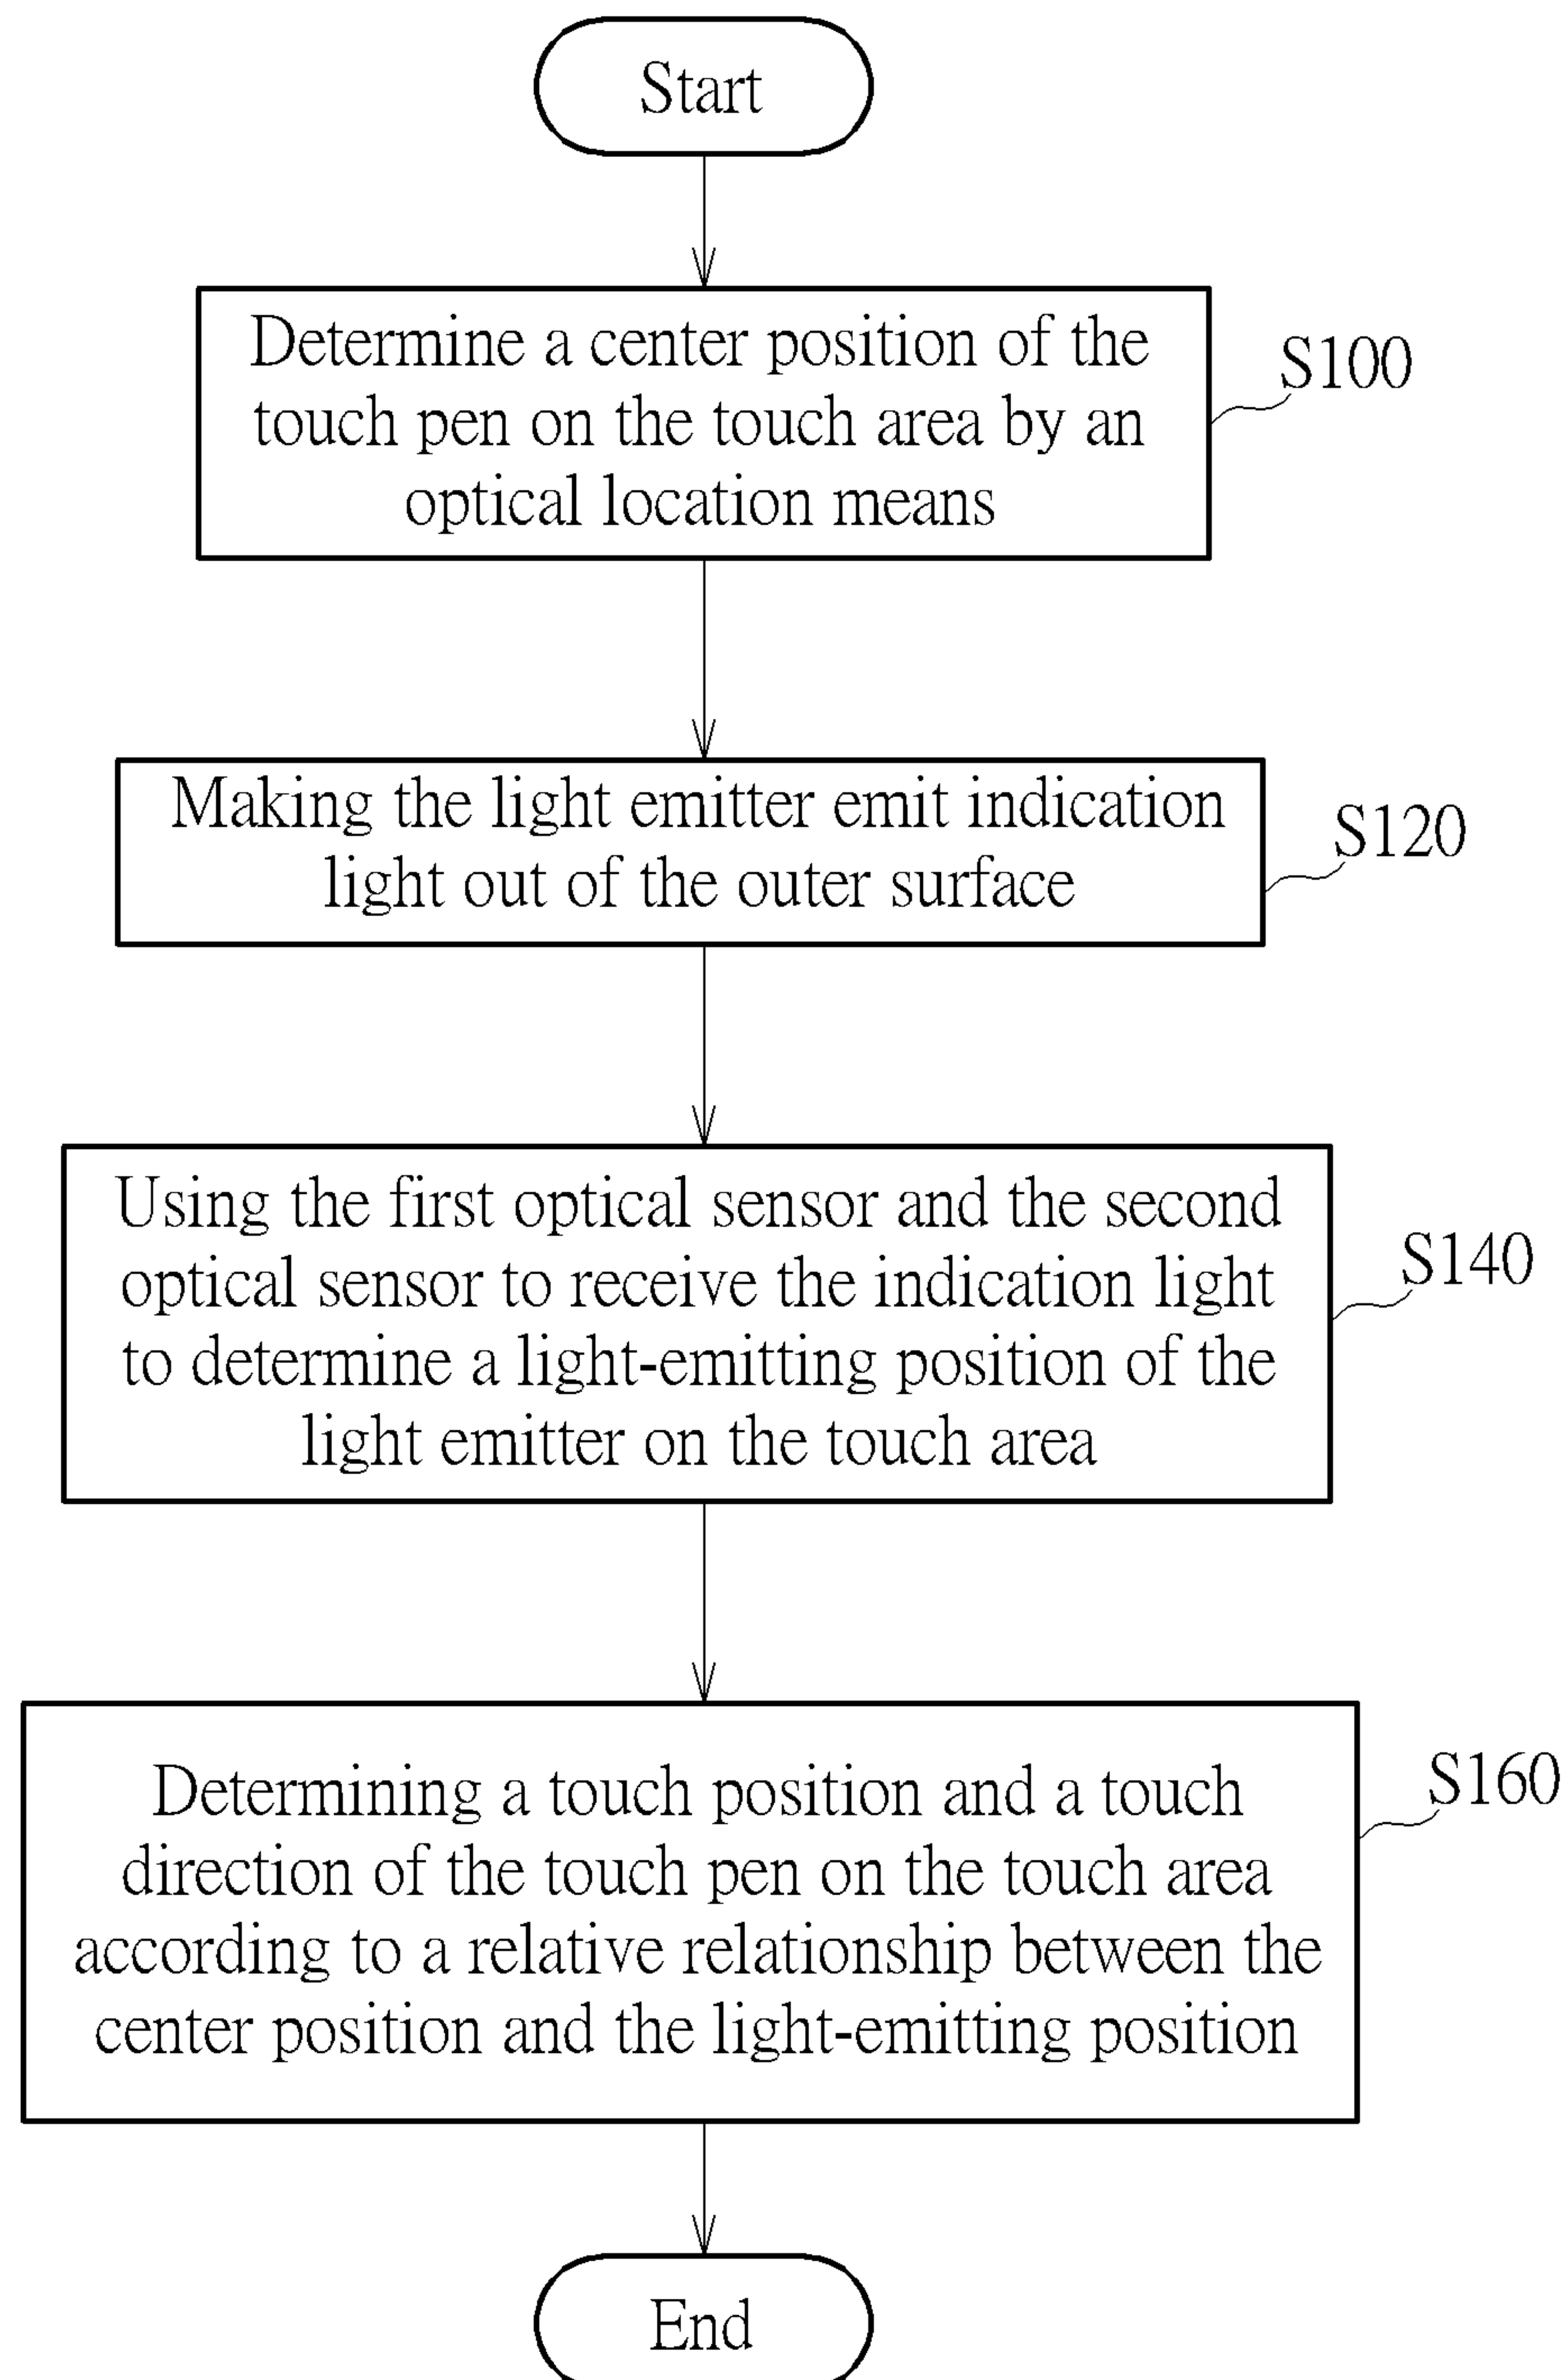 Start
Determine a center position of the
touch pen on the touch area by an
optical location means
S100
Making the light emitter emit indication
light out of the outer surface
S120
Using the first optical sensor and the second
optical sensor to receive the indication light
to determine a light-emitting position of the
light emitter on the touch area
S140
Determining a touch position and a touch
direction of the touch pen on the touch area
according to a relative relationship between the
center position and the light-emitting position
S160
End